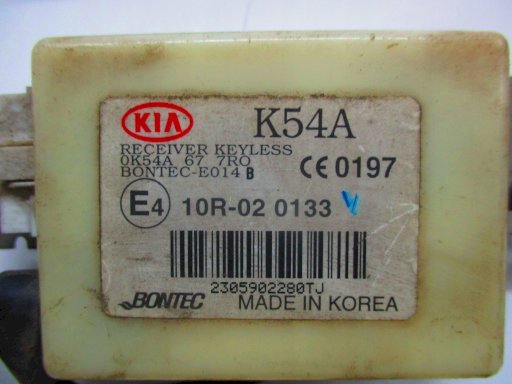 KIA K54A
RECEIVER KEYLESS
0K54A 67 7RO
BONTEC-E014 B CE 0197
E4 10R-02 0133
2305902280TJ
BONTEC MADE IN KOREA